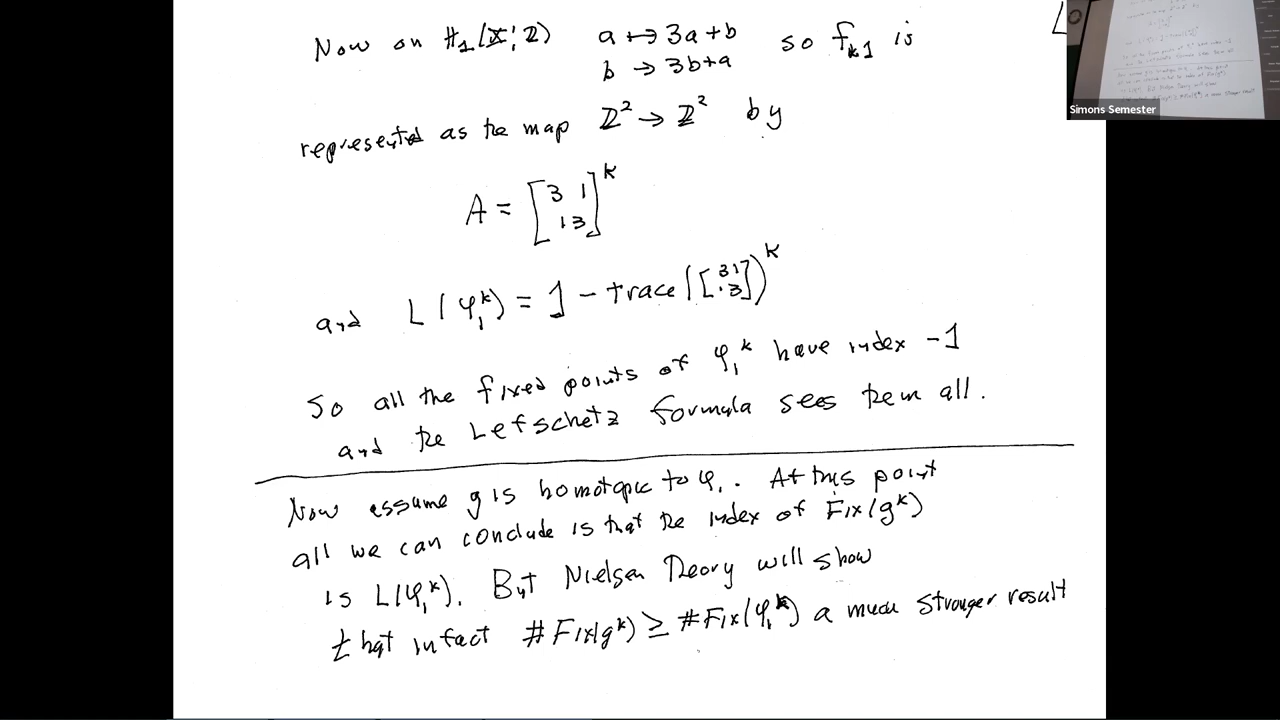 Now on H₁(X;Z) a ↦ 3a+b so f*1 is
b → 3b+a
represented as the map Z² → Z² by
A = [3 1
1 3]^k
and L(φ₁^k) = 1 - trace([3 1
· 3])^k
So all the fixed points of φ₁^k have index -1
and the Lefschetz formula sees them all.
Now assume g is homotopic to φ₁. At this point
all we can conclude is that the index of Fix(g^k)
is L(φ₁^k). But Nielsen Theory will show
that in fact #Fix(g^k) ≥ #Fix(φ₁^k) a much stronger result
Simons Semester